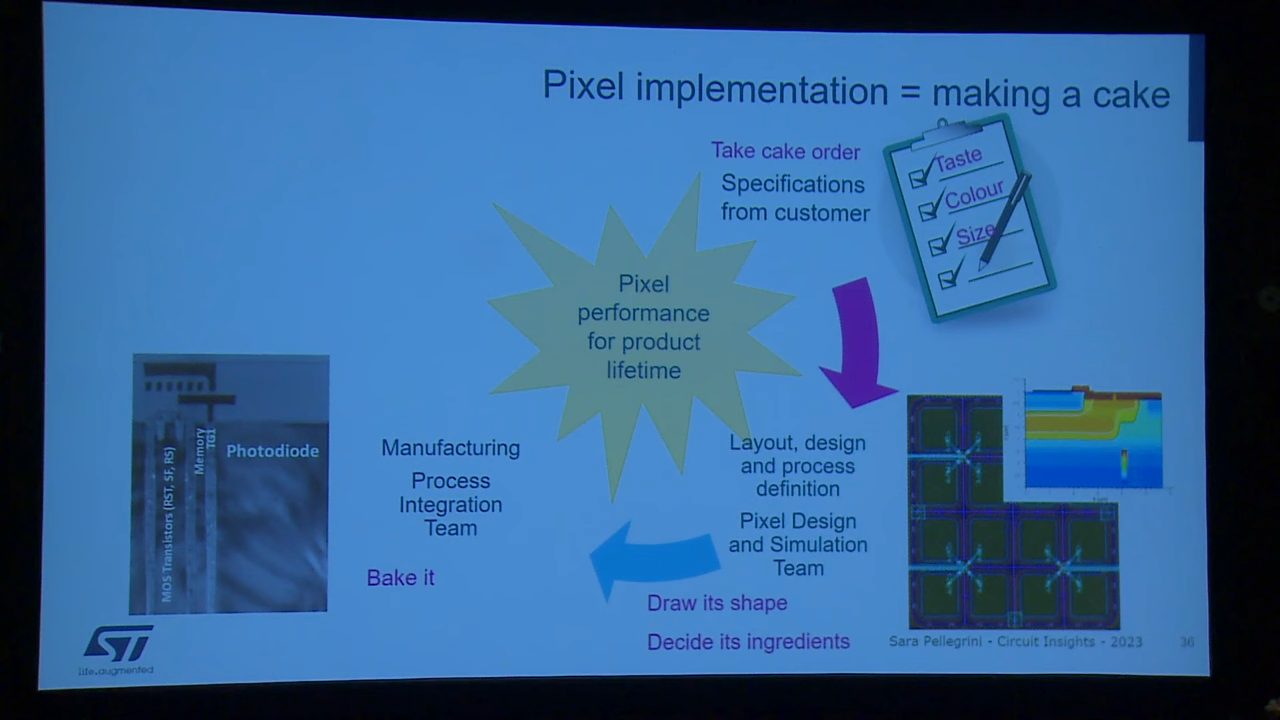 Pixel implementation = making a cake
Take cake order
Specifications
from customer
Taste
Colour
Size
Pixel
performance
for product
lifetime
Layout, design
and process
definition
Pixel Design
and Simulation
Team
Draw its shape
Decide its ingredients
Manufacturing
Process
Integration
Team
Bake it
MOS Transistors (RST, SF, RS)
Memory
TG1
Photodiode
ST
life.augmented
Sara Pellegrini - Circuit Insights - 2023